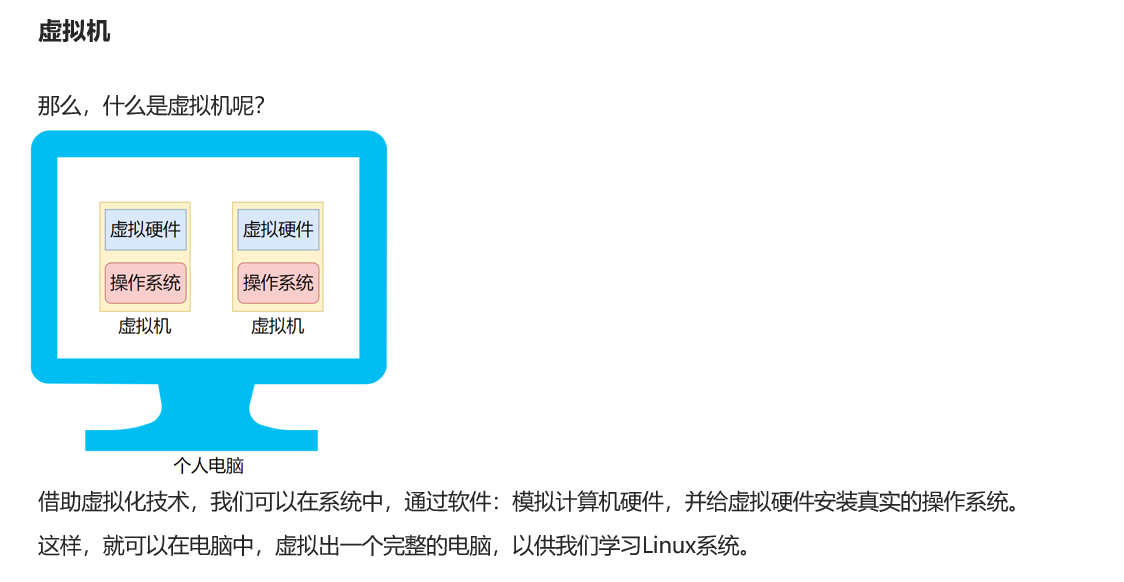 虚拟机
那么，什么是虚拟机呢？
虚拟硬件 虚拟硬件
操作系统 操作系统
虚拟机 虚拟机
个人电脑
借助虚拟化技术，我们可以在系统中，通过软件：模拟计算机硬件，并给虚拟硬件安装真实的操作系统。
这样，就可以在电脑中，虚拟出一个完整的电脑，以供我们学习Linux系统。